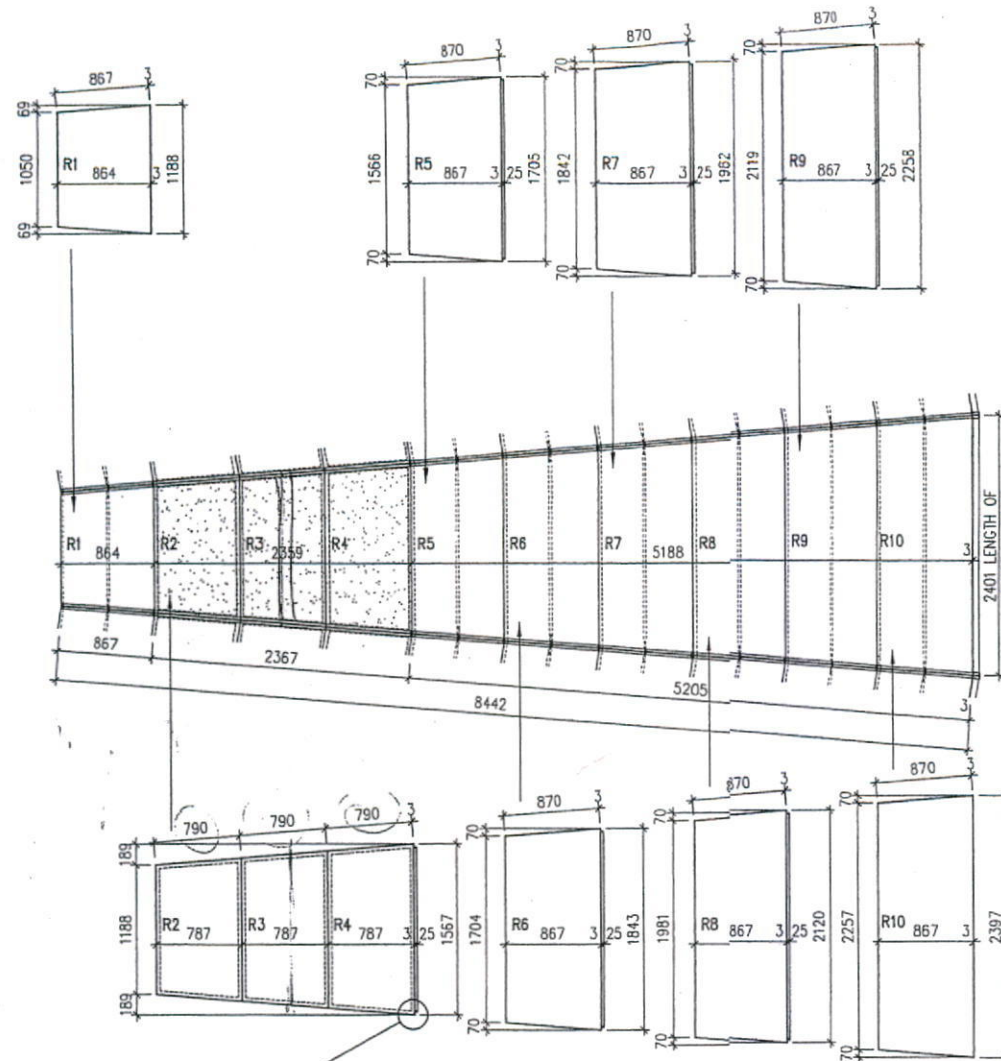 867 3
69 1050 69 R1 864 3 1188
870 3
70 1566 70 R5 867 3 25 1705
870 3
70 1842 70 R7 867 3 25 1962
870 3
70 2119 70 R9 867 3 25 2258
R1 R2 R3 R4 R5 R6 R7 R8 R9 R10
864 2359 5188 3
2401 LENGTH OF
867 2367 5205 3
8442
790 790 790 3
189 1188 189 R2 787 R3 787 R4 787 3 25 1567
870 3
70 1704 70 R6 867 3 25 1843
870 3
70 1981 70 R8 867 3 25 2120
870 3
70 2257 70 R10 867 3 2397